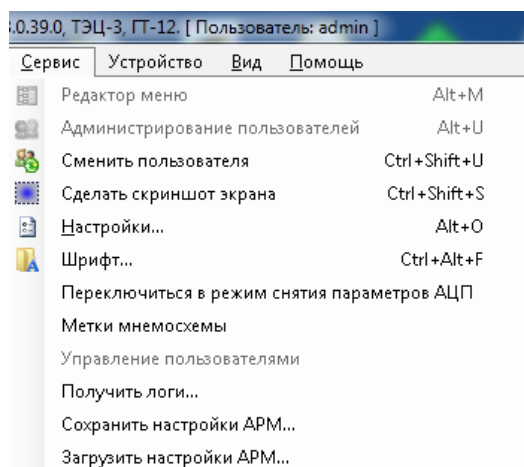 .0.39.0, ТЭЦ-3, ГТ-12. [ Пользователь: admin ]
Сервис Устройство Вид Помощь
Редактор меню Alt+M
Администрирование пользователей Alt+U
Сменить пользователя Ctrl+Shift+U
Сделать скриншот экрана Ctrl+Shift+S
Настройки... Alt+O
Шрифт... Ctrl+Alt+F
Переключиться в режим снятия параметров АЦП
Метки мнемосхемы
Управление пользователями
Получить логи...
Сохранить настройки АРМ...
Загрузить настройки АРМ...